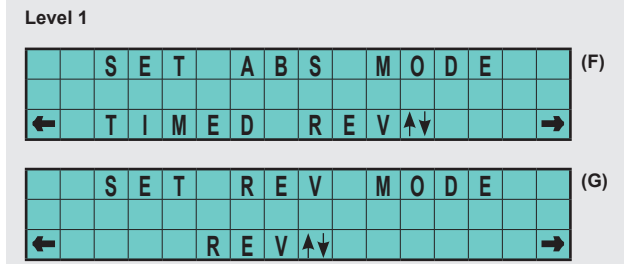 Level 1
SET ABS MODE (F)
← TIMED REV ↑↓ →
SET REV MODE (G)
← REV ↑↓ →